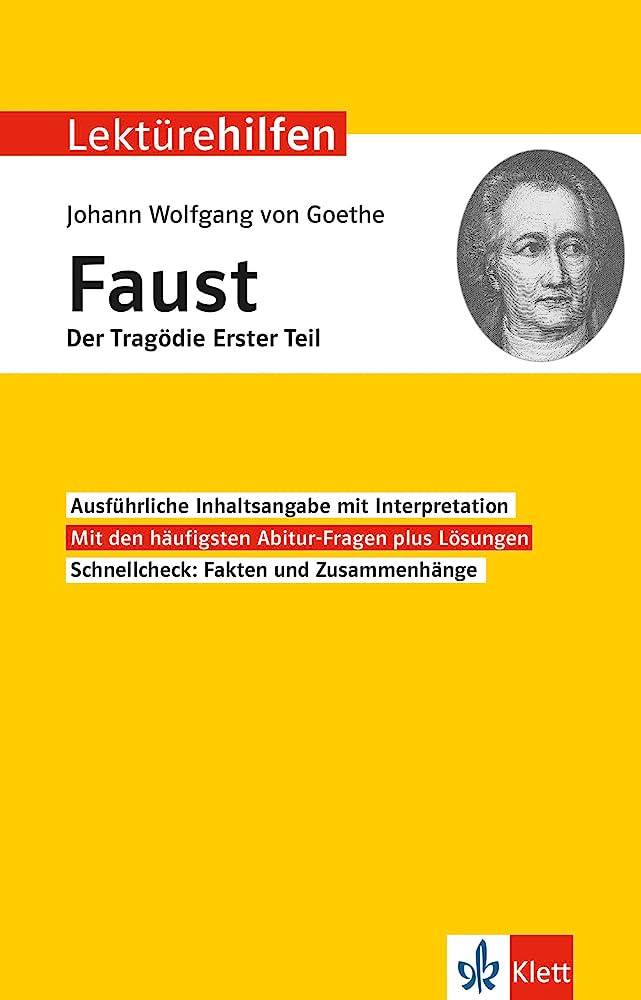 Lektürehilfen
Johann Wolfgang von Goethe
Faust
Der Tragödie Erster Teil
Ausführliche Inhaltsangabe mit Interpretation
Mit den häufigsten Abitur-Fragen plus Lösungen
Schnellcheck: Fakten und Zusammenhänge
Klett